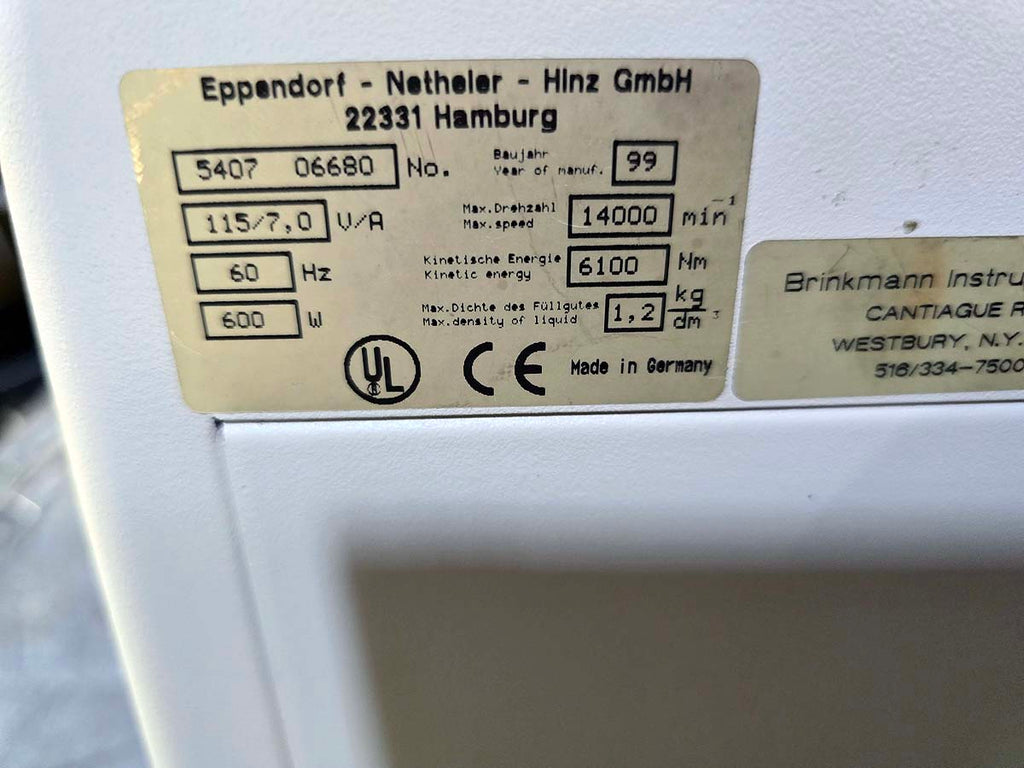 Eppendorf - Netheler - Hinz GmbH
22331 Hamburg
5407 06680 No.
Baujahr
Year of manuf. 99
115/7,0 V/A
Max.Drehzahl
Max.speed 14000 min⁻¹
60 Hz
Kinetische Energie
Kinetic energy 6100 Nm
600 W
Max.Dichte des Füllgutes
Max.density of liquid 1,2 kg/dm³
UL ® CE Made in Germany
Brinkmann Instru
CANTIAGUE R
WESTBURY, N.Y.
516/334-7500